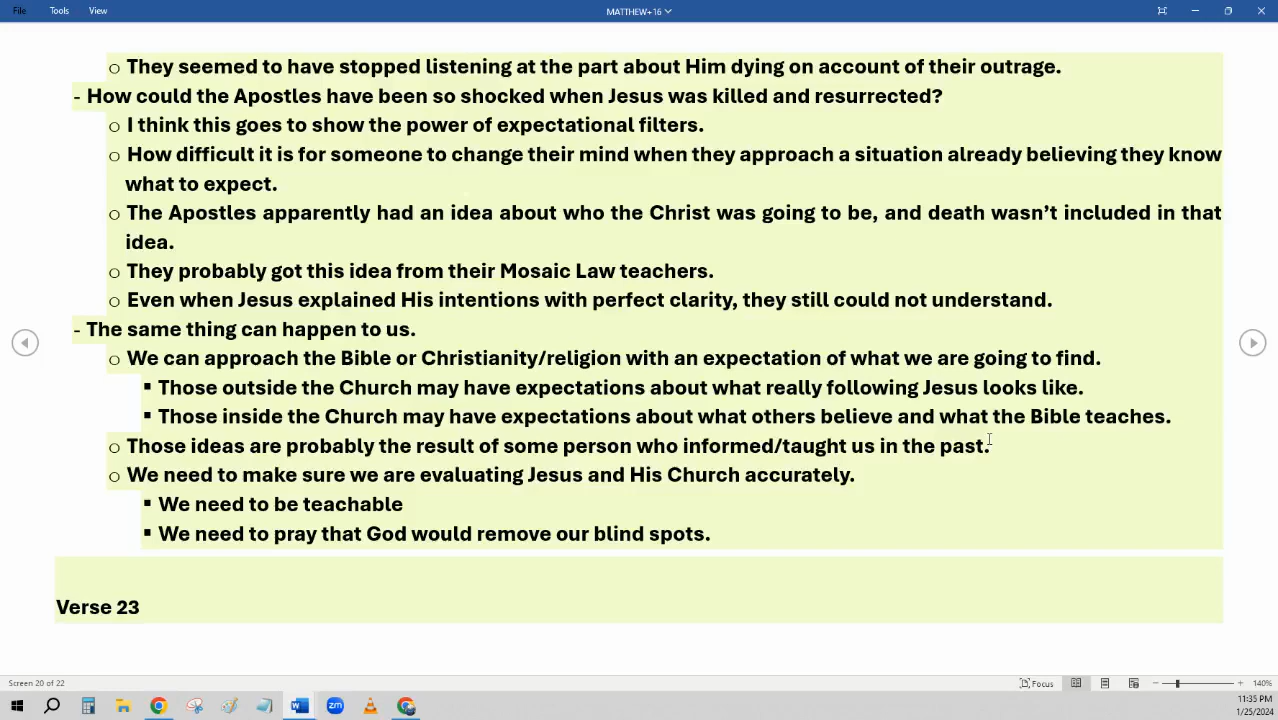 File Tools View MATTHEW+16
o They seemed to have stopped listening at the part about Him dying on account of their outrage.
- How could the Apostles have been so shocked when Jesus was killed and resurrected?
o I think this goes to show the power of expectational filters.
o How difficult it is for someone to change their mind when they approach a situation already believing they know
what to expect.
o The Apostles apparently had an idea about who the Christ was going to be, and death wasn’t included in that
idea.
o They probably got this idea from their Mosaic Law teachers.
o Even when Jesus explained His intentions with perfect clarity, they still could not understand.
- The same thing can happen to us.
o We can approach the Bible or Christianity/religion with an expectation of what we are going to find.
▪ Those outside the Church may have expectations about what really following Jesus looks like.
▪ Those inside the Church may have expectations about what others believe and what the Bible teaches.
o Those ideas are probably the result of some person who informed/taught us in the past.
o We need to make sure we are evaluating Jesus and His Church accurately.
▪ We need to be teachable
▪ We need to pray that God would remove our blind spots.
Verse 23
Screen 20 of 22 Focus 140%
zm 11:35 PM
1/25/2024